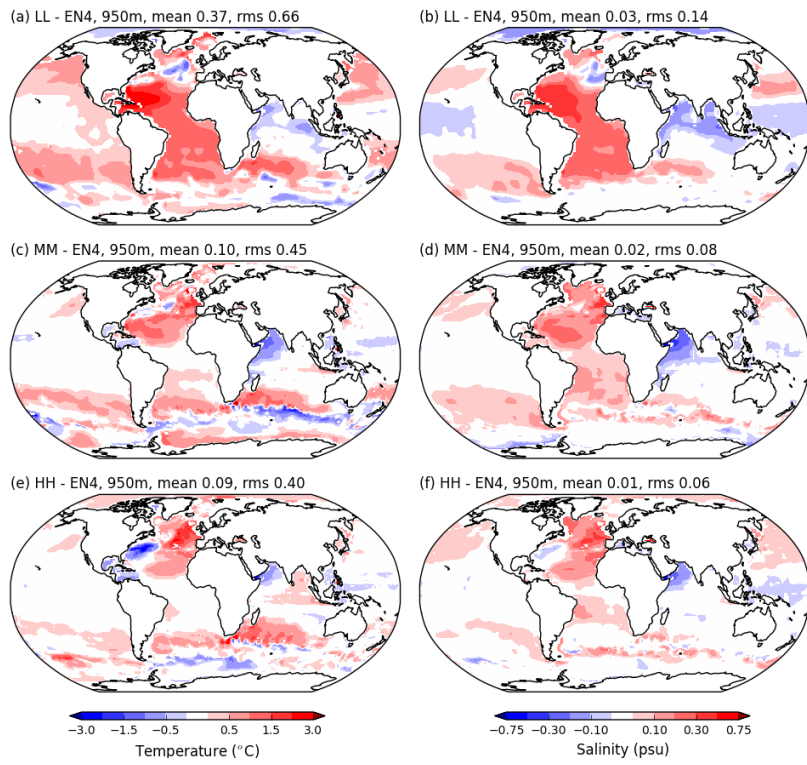 (a) LL - EN4, 950m, mean 0.37, rms 0.66
(b) LL - EN4, 950m, mean 0.03, rms 0.14
(c) MM - EN4, 950m, mean 0.10, rms 0.45
(d) MM - EN4, 950m, mean 0.02, rms 0.08
(e) HH - EN4, 950m, mean 0.09, rms 0.40
(f) HH - EN4, 950m, mean 0.01, rms 0.06
−3.0 −1.5 −0.5 0.5 1.5 3.0
Temperature (°C)
−0.75 −0.30 −0.10 0.10 0.30 0.75
Salinity (psu)